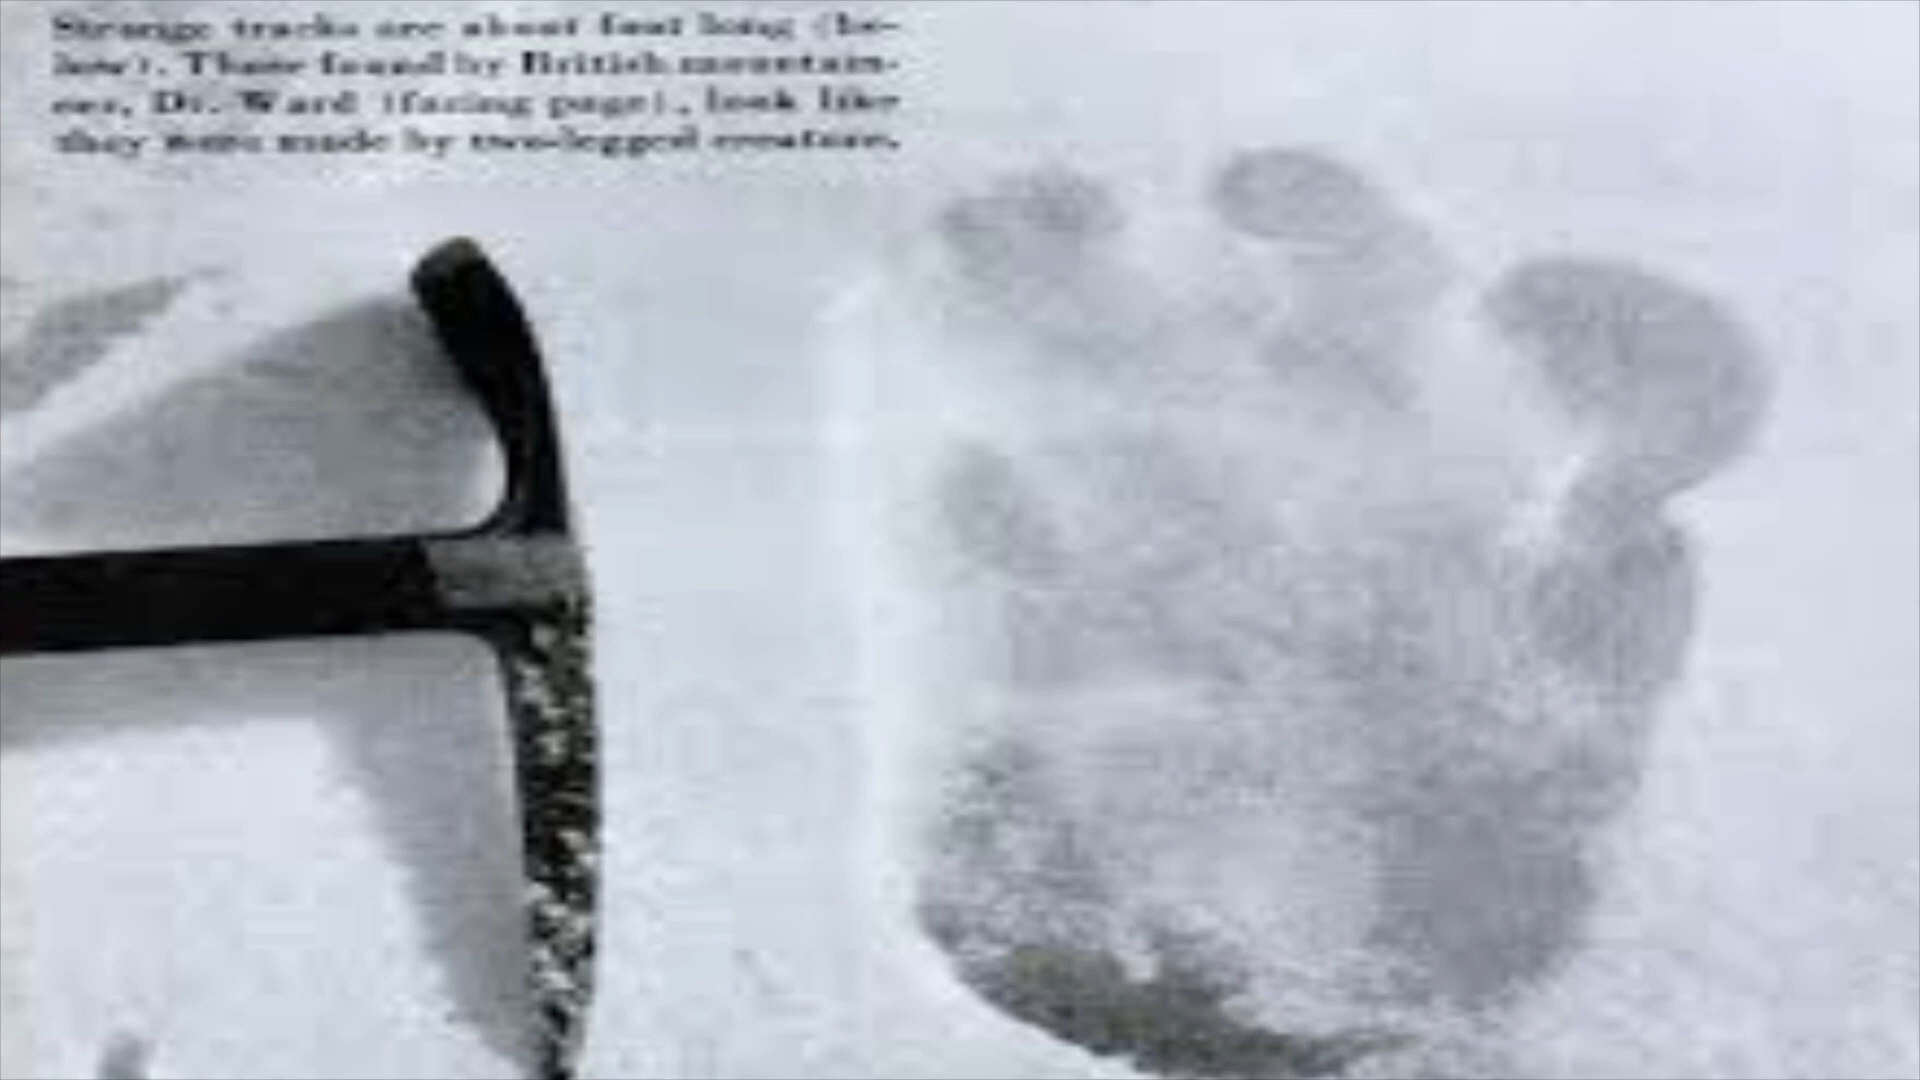 Strange tracks are about foot long (be-
low). Those found by British mountain-
eer, Dr. Ward (facing page), look like
they were made by two-legged creature.